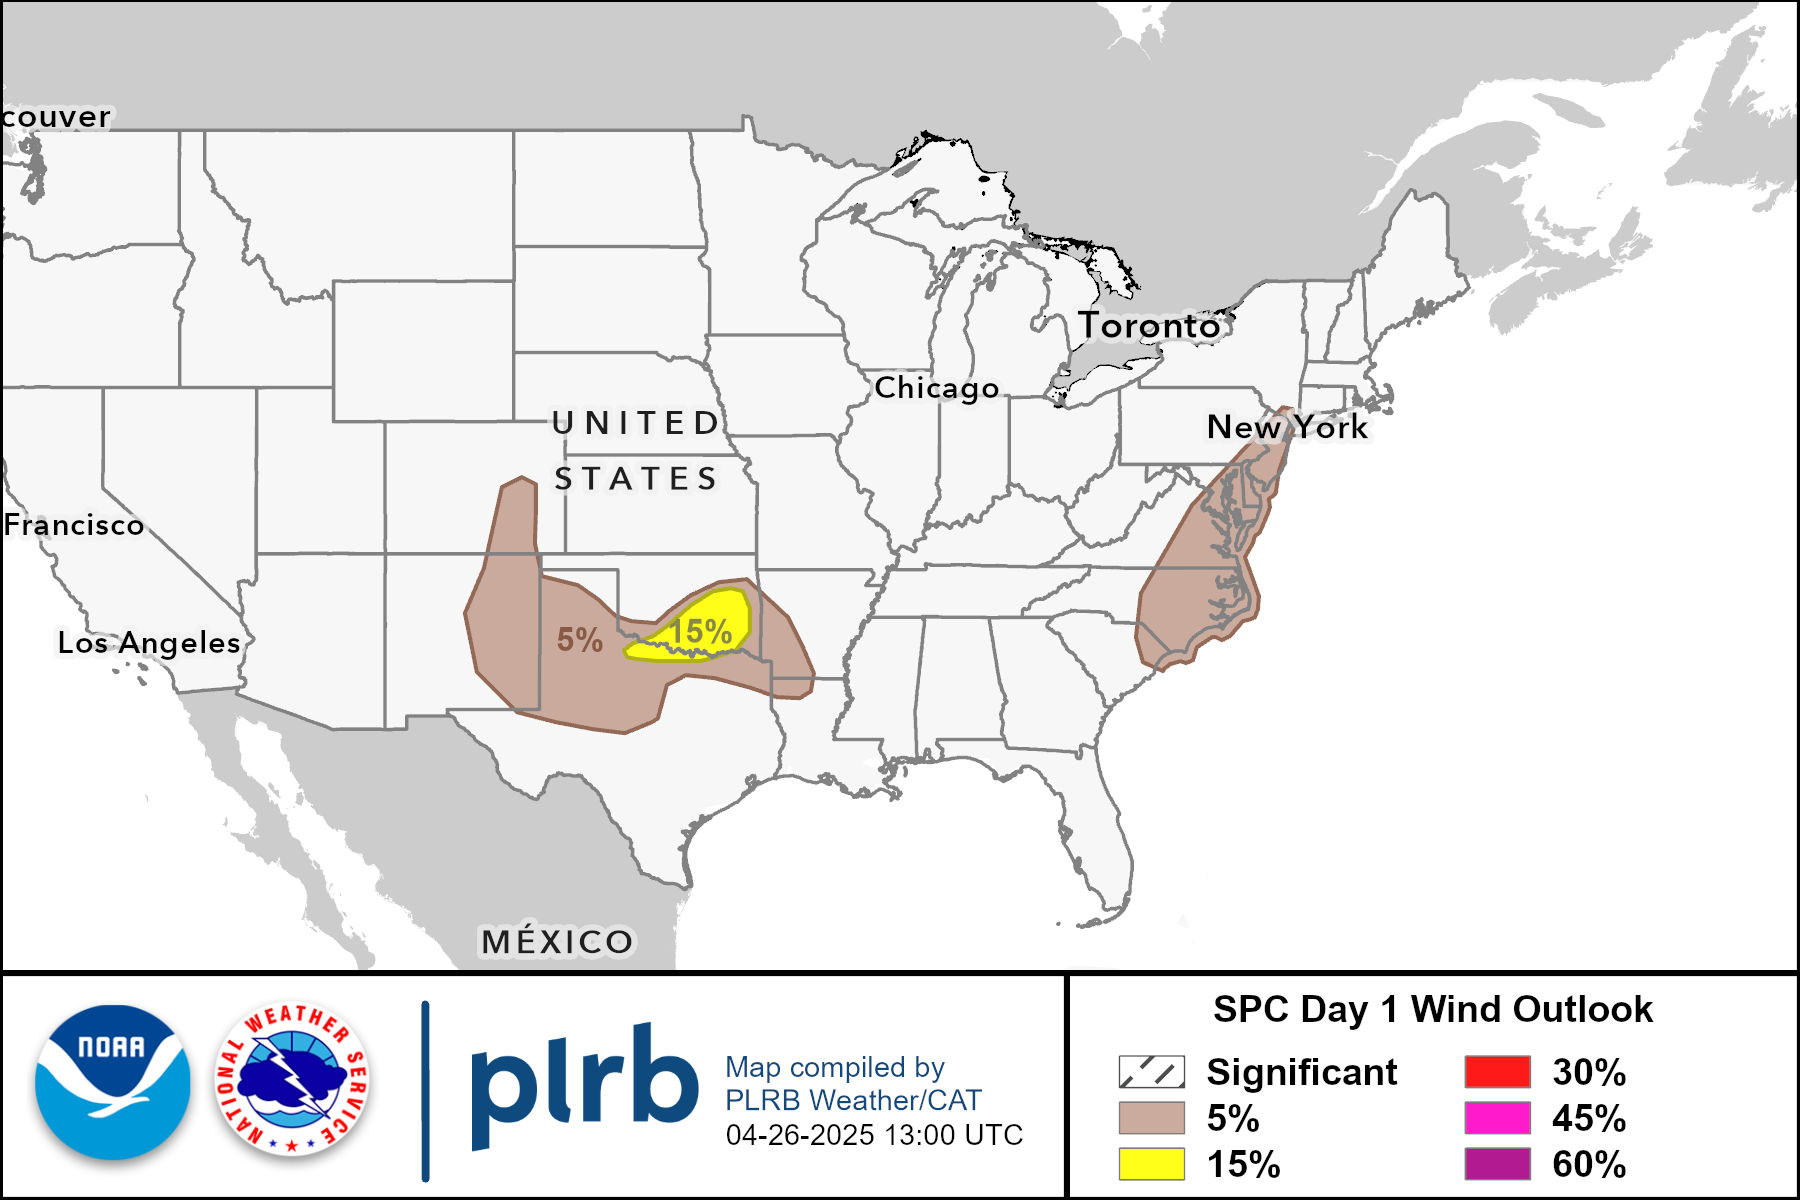 couver
Toronto
Chicago
New York
UNITED
STATES
Francisco
Los Angeles
5%
15%
MÉXICO
NOAA
NATIONAL WEATHER SERVICE
plrb
Map compiled by
PLRB Weather/CAT
04-26-2025 13:00 UTC
SPC Day 1 Wind Outlook
Significant
5%
15%
30%
45%
60%